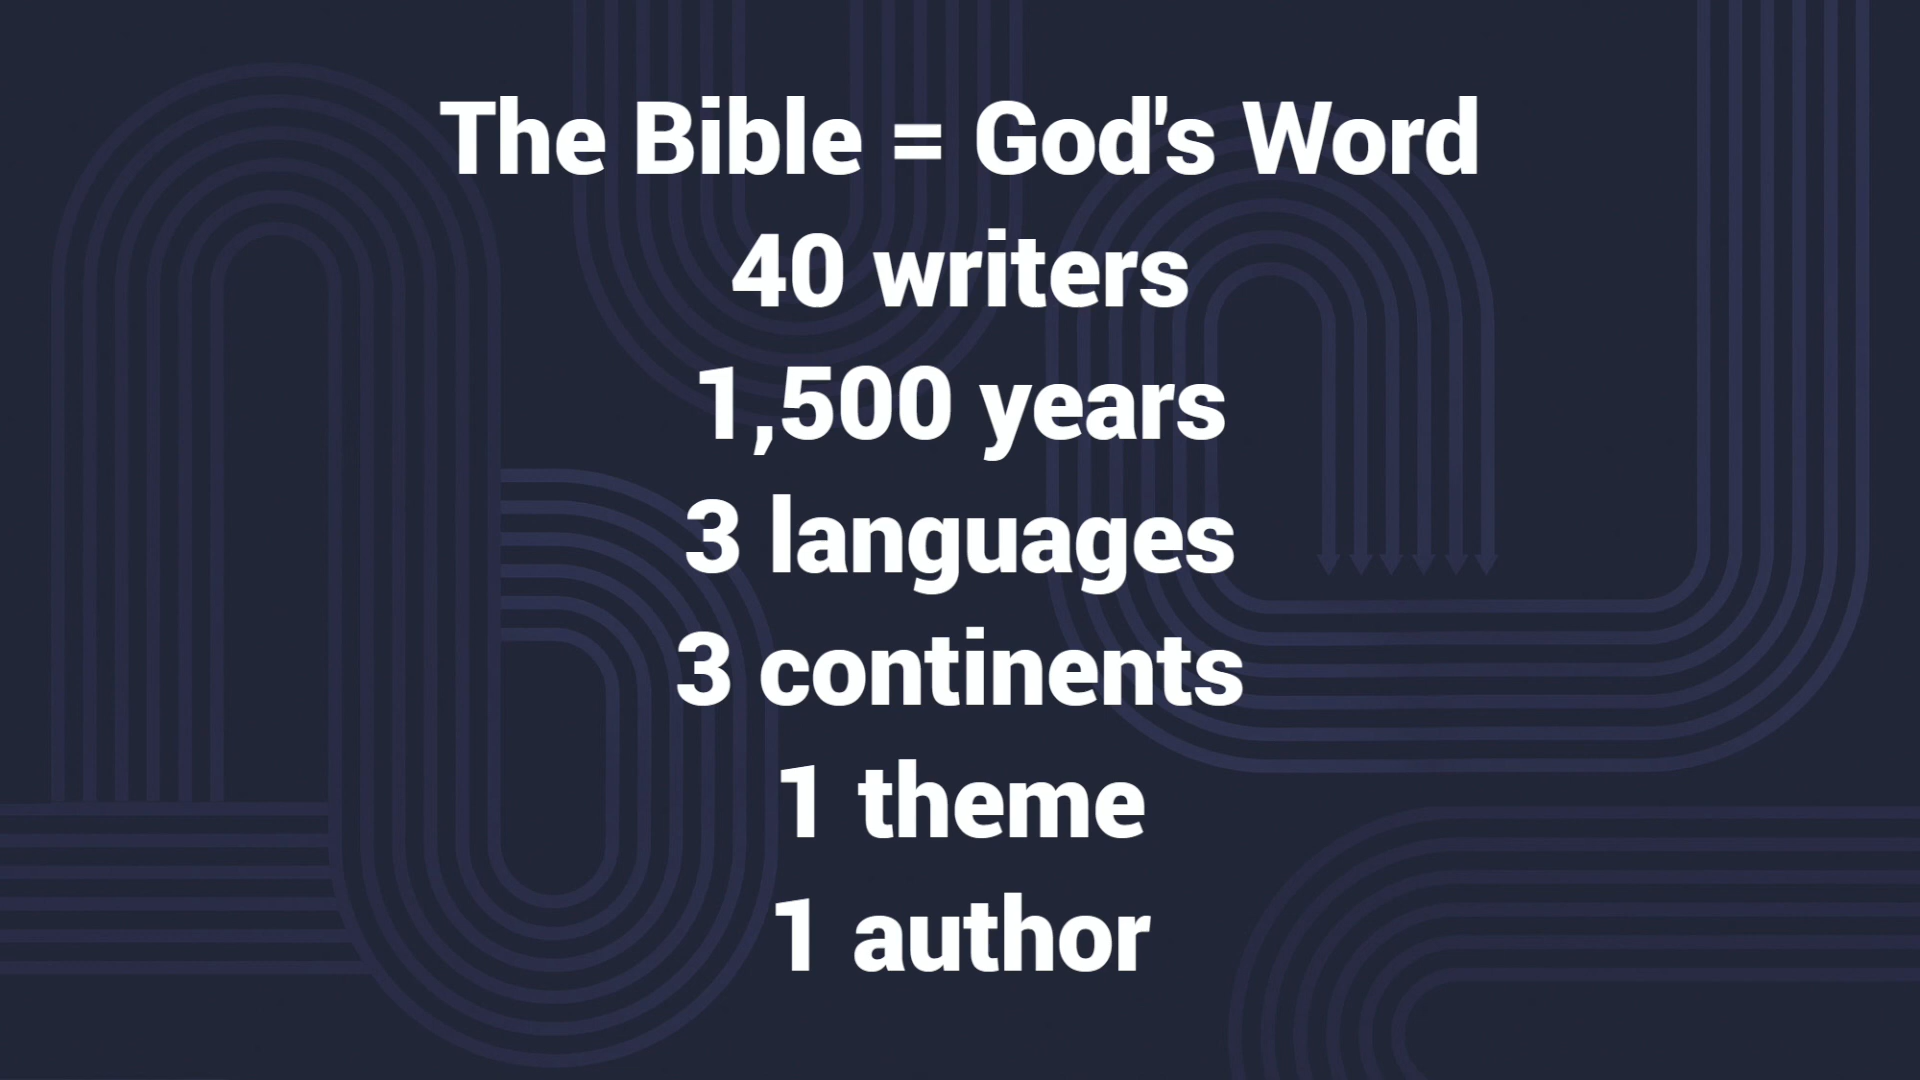 The Bible = God's Word
40 writers
1,500 years
3 languages
3 continents
1 theme
1 author